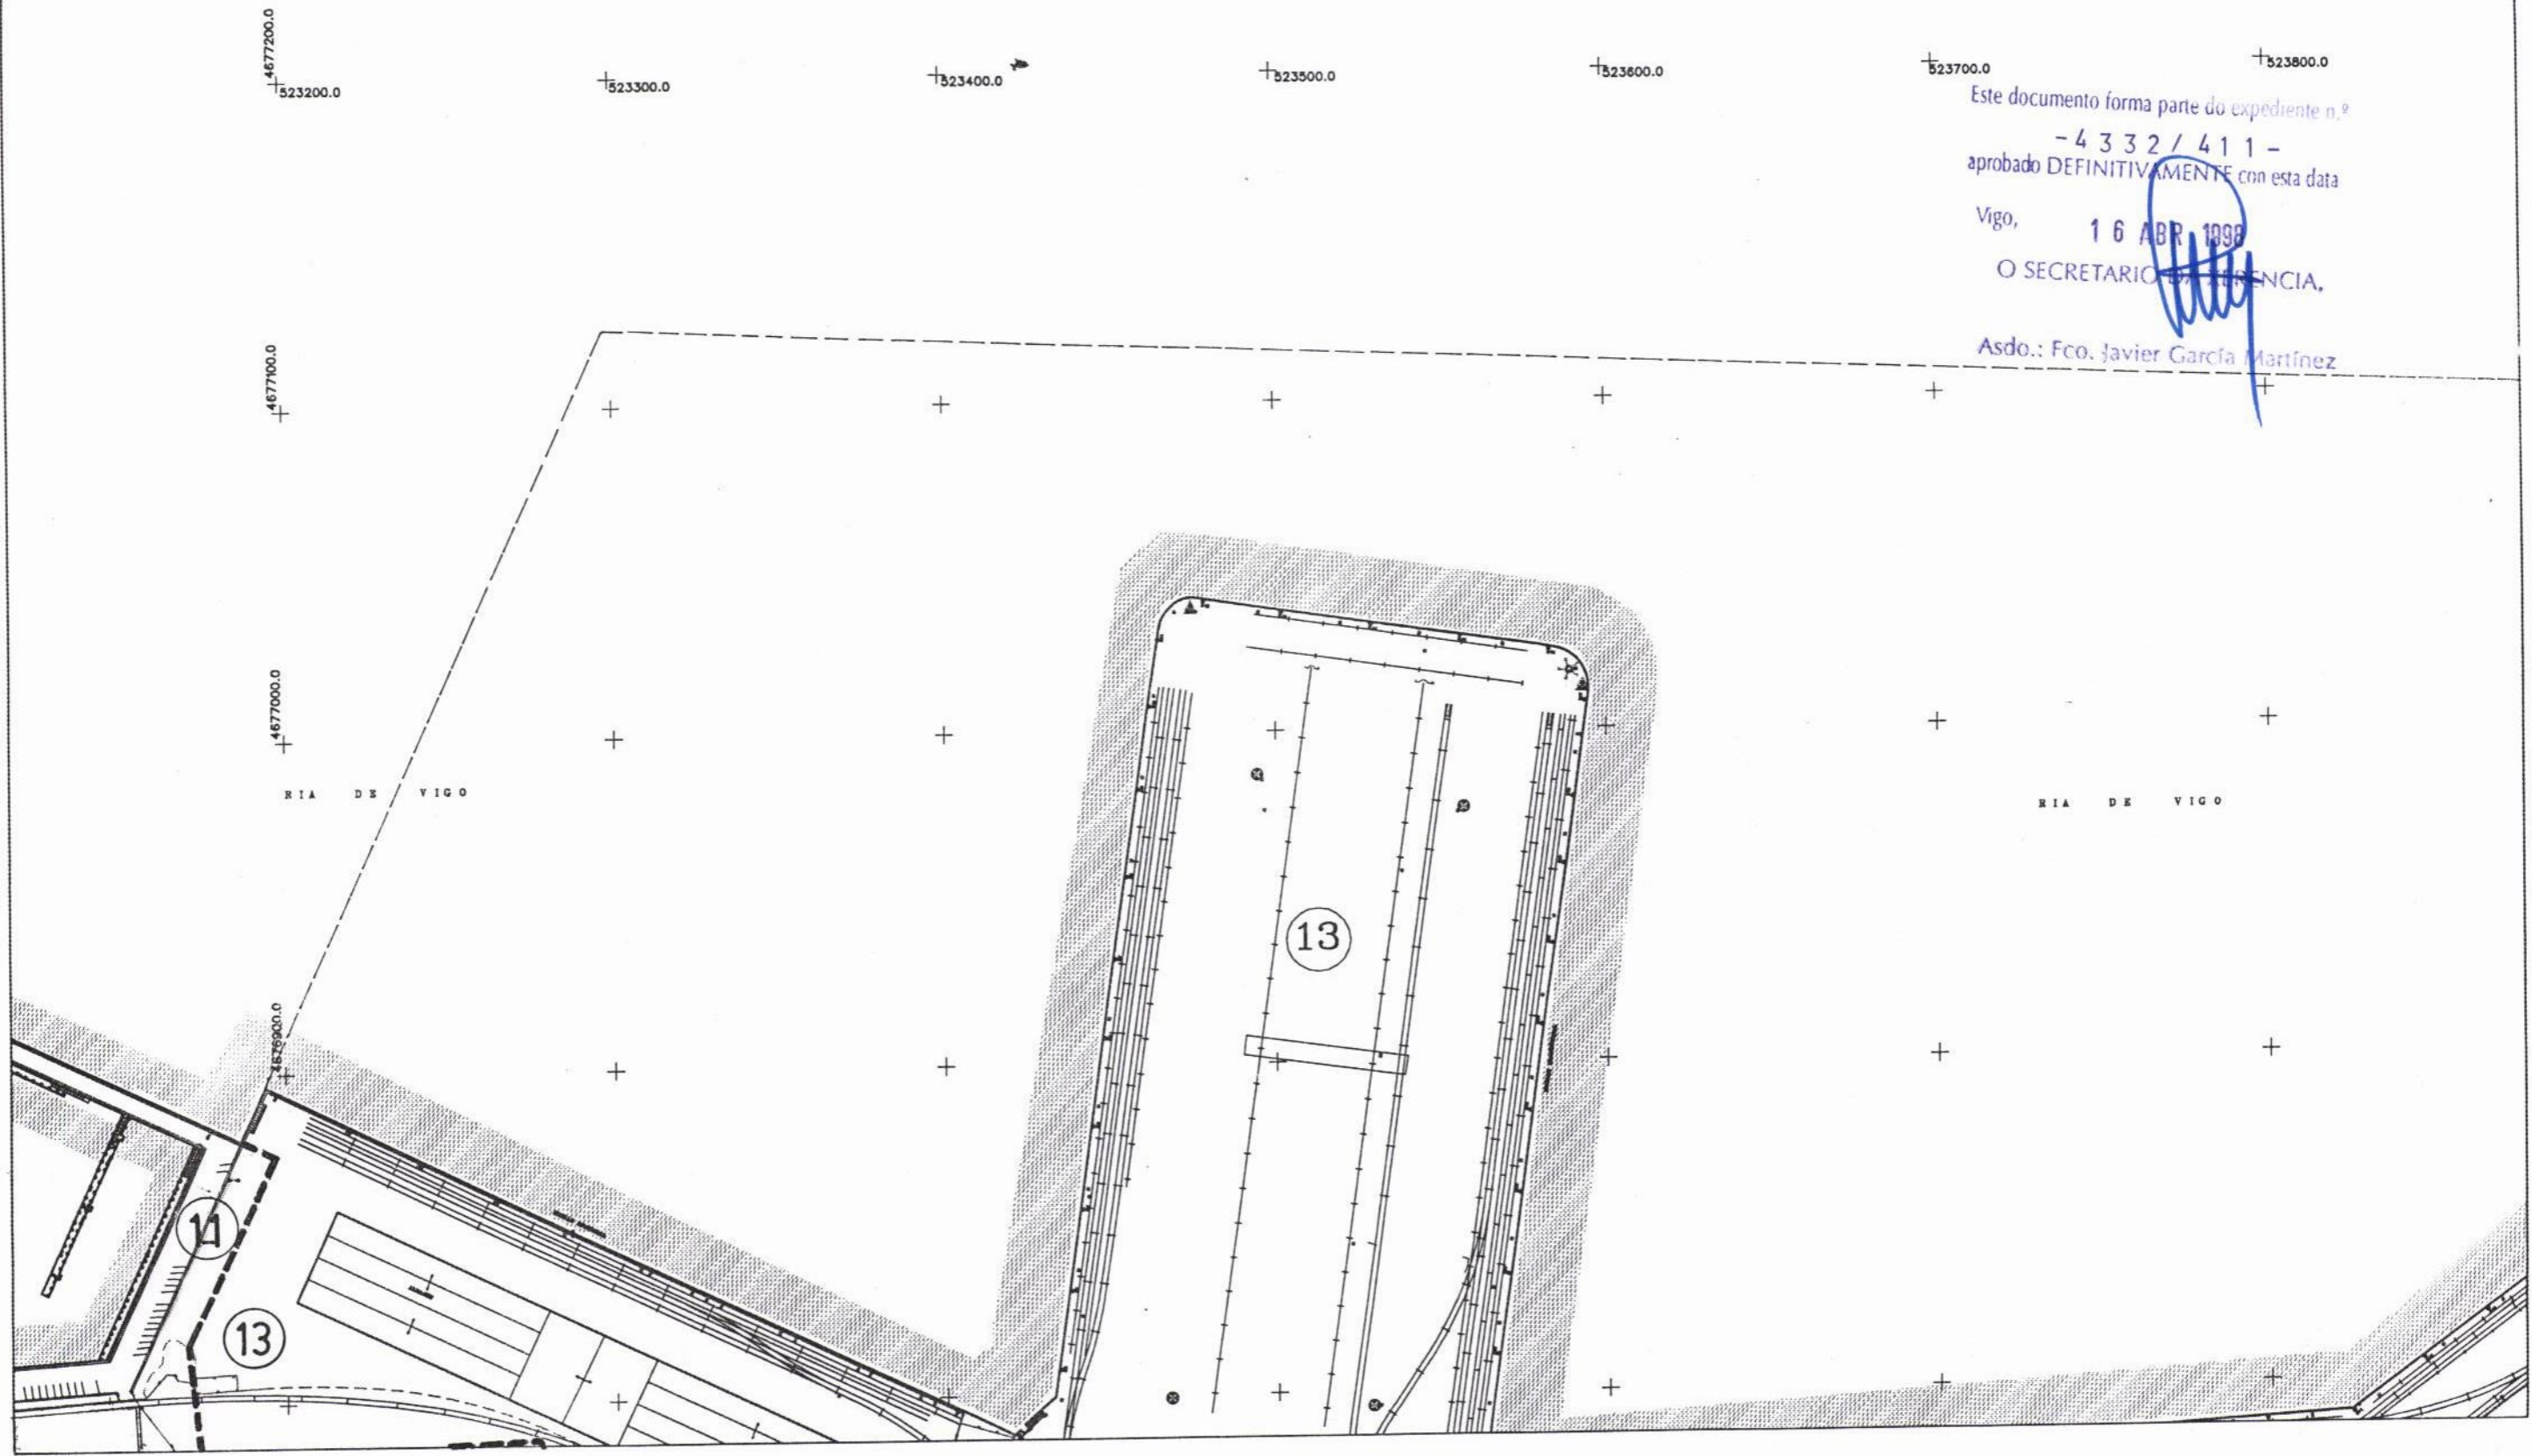 4677200.0
523200.0
523300.0
523400.0
523500.0
523600.0
523700.0
523800.0
Este documento forma parte do expediente n.º
-4332/411-
aprobado DEFINITIVAMENTE con esta data
Vigo,
16 ABR 1998
O SECRETARIO DA XERENCIA,
Asdo.: Fco. Javier García Martínez
4677100.0
4677000.0
RIA DE VIGO
RIA DE VIGO
13
4676900.0
11
13